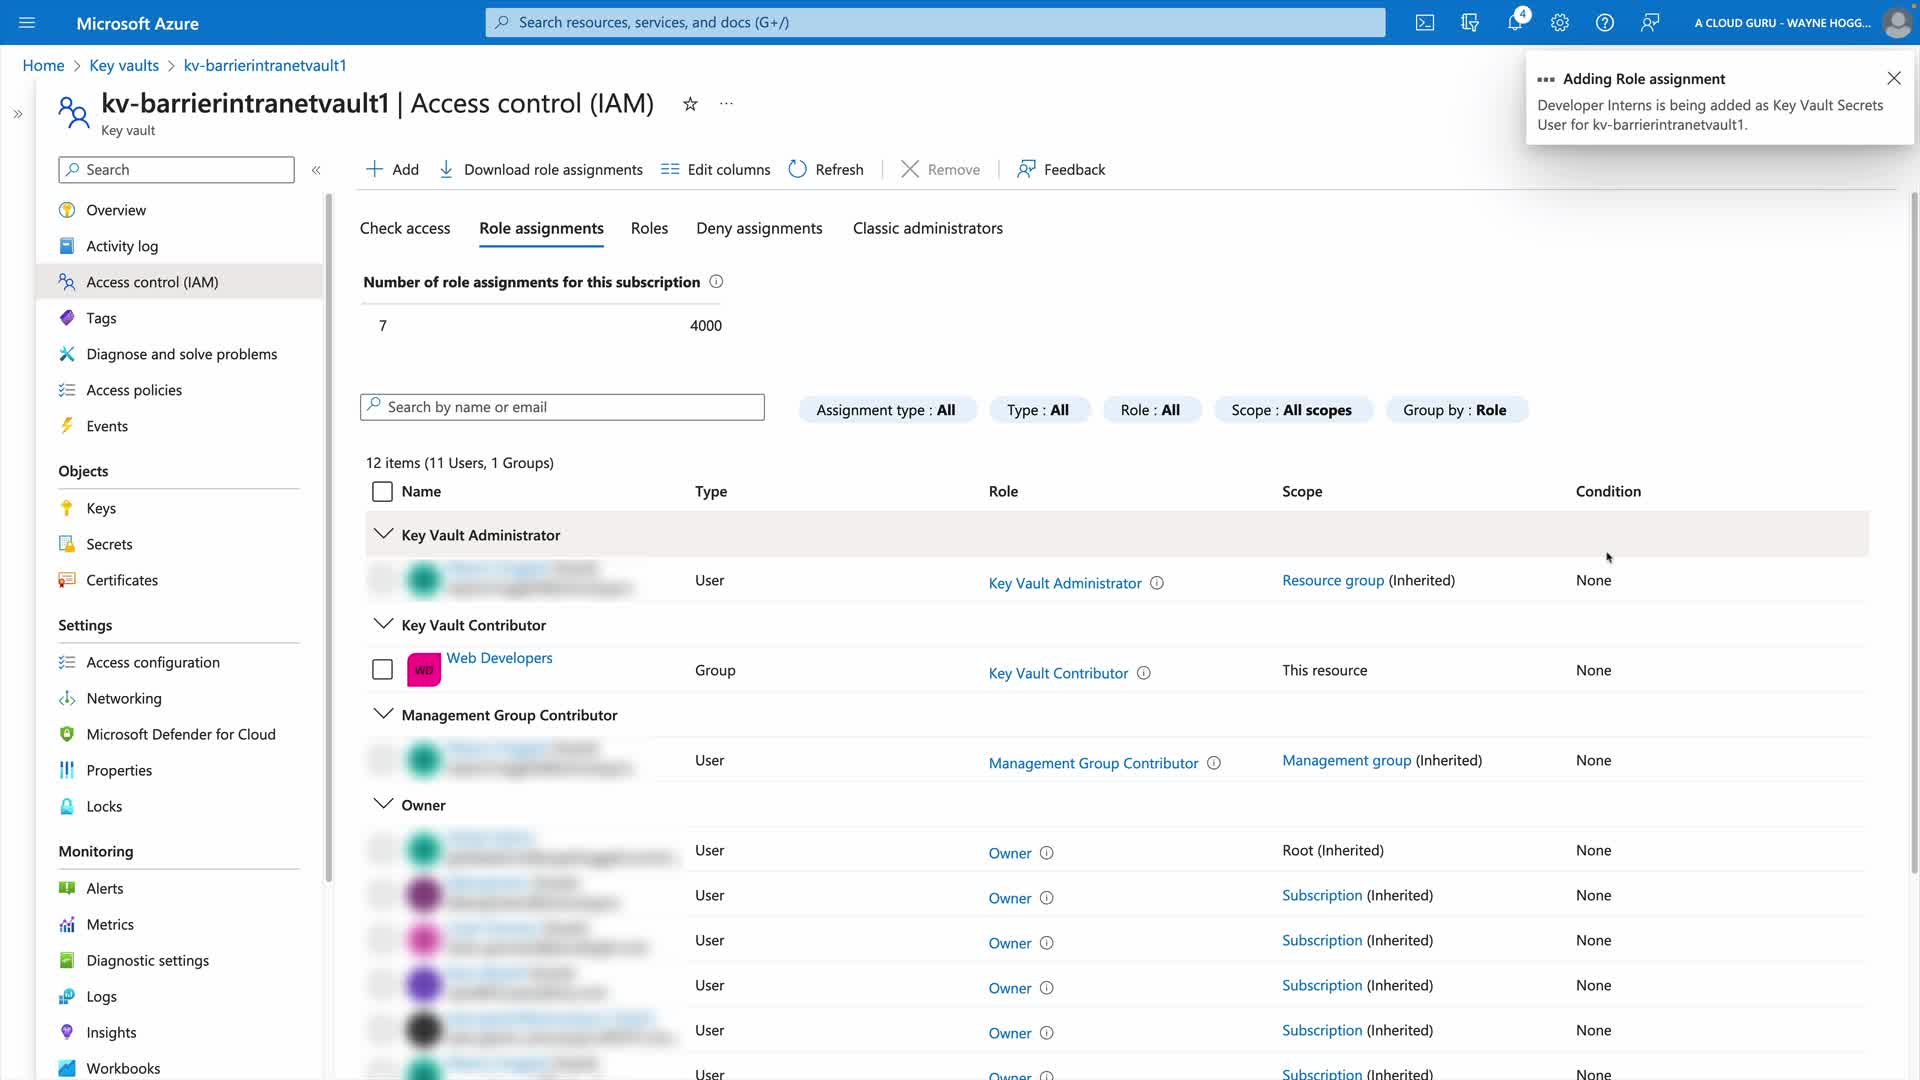 Microsoft Azure
Search resources, services, and docs (G+/)
4
A CLOUD GURU - WAYNE HOGG...
Home > Key vaults > kv-barrierintranetvault1
kv-barrierintranetvault1 | Access control (IAM)
Key vault
Adding Role assignment
Developer Interns is being added as Key Vault Secrets
User for kv-barrierintranetvault1.
Search
Overview
Activity log
Access control (IAM)
Tags
Diagnose and solve problems
Access policies
Events
Objects
Keys
Secrets
Certificates
Settings
Access configuration
Networking
Microsoft Defender for Cloud
Properties
Locks
Monitoring
Alerts
Metrics
Diagnostic settings
Logs
Insights
Workbooks
Add Download role assignments Edit columns Refresh Remove Feedback
Check access Role assignments Roles Deny assignments Classic administrators
Number of role assignments for this subscription
7 4000
Search by name or email
Assignment type : All Type : All Role : All Scope : All scopes Group by : Role
12 items (11 Users, 1 Groups)
Name Type Role Scope Condition
Key Vault Administrator
User Key Vault Administrator Resource group (Inherited) None
Key Vault Contributor
WD Web Developers Group Key Vault Contributor This resource None
Management Group Contributor
User Management Group Contributor Management group (Inherited) None
Owner
User Owner Root (Inherited) None
User Owner Subscription (Inherited) None
User Owner Subscription (Inherited) None
User Owner Subscription (Inherited) None
User Owner Subscription (Inherited) None
User Owner Subscription (Inherited) None